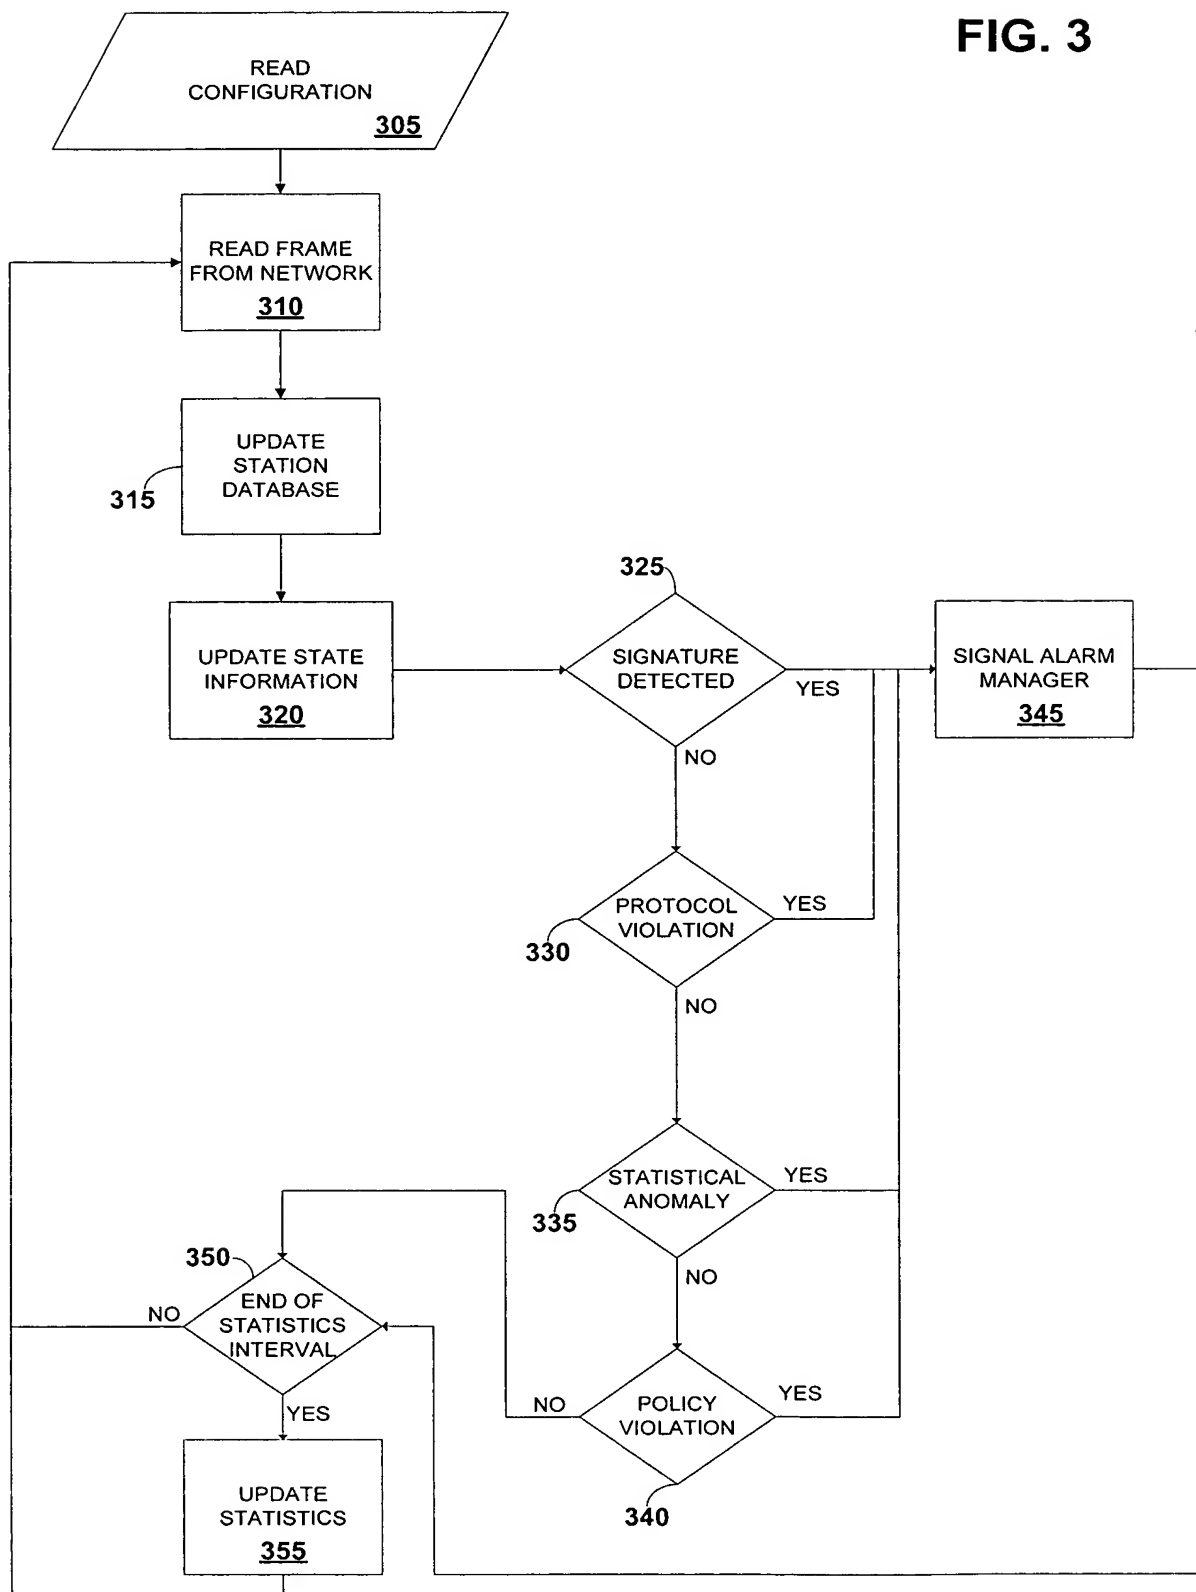 FIG. 3
READ
CONFIGURATION
305
READ FRAME
FROM NETWORK
310
UPDATE
STATION
DATABASE
315
UPDATE STATE
INFORMATION
320
325
SIGNATURE
DETECTED
YES
NO
SIGNAL ALARM
MANAGER
345
PROTOCOL
VIOLATION
YES
330
NO
STATISTICAL
ANOMALY
YES
335
NO
350
END OF
STATISTICS
INTERVAL
NO
YES
POLICY
VIOLATION
NO
YES
340
UPDATE
STATISTICS
355